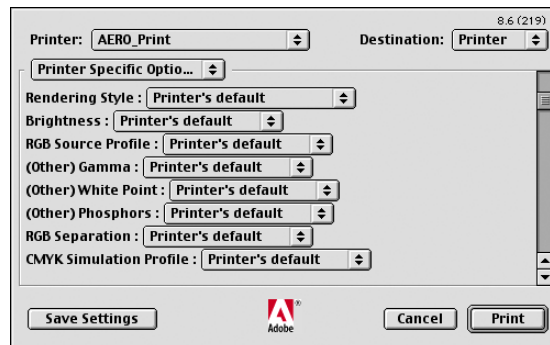 8.6 (219)
Printer: AERO_Print Destination: Printer
Printer Specific Optio...
Rendering Style : Printer's default
Brightness : Printer's default
RGB Source Profile : Printer's default
(Other) Gamma : Printer's default
(Other) White Point : Printer's default
(Other) Phosphors : Printer's default
RGB Separation : Printer's default
CMYK Simulation Profile : Printer's default
Save Settings Adobe ® Cancel Print